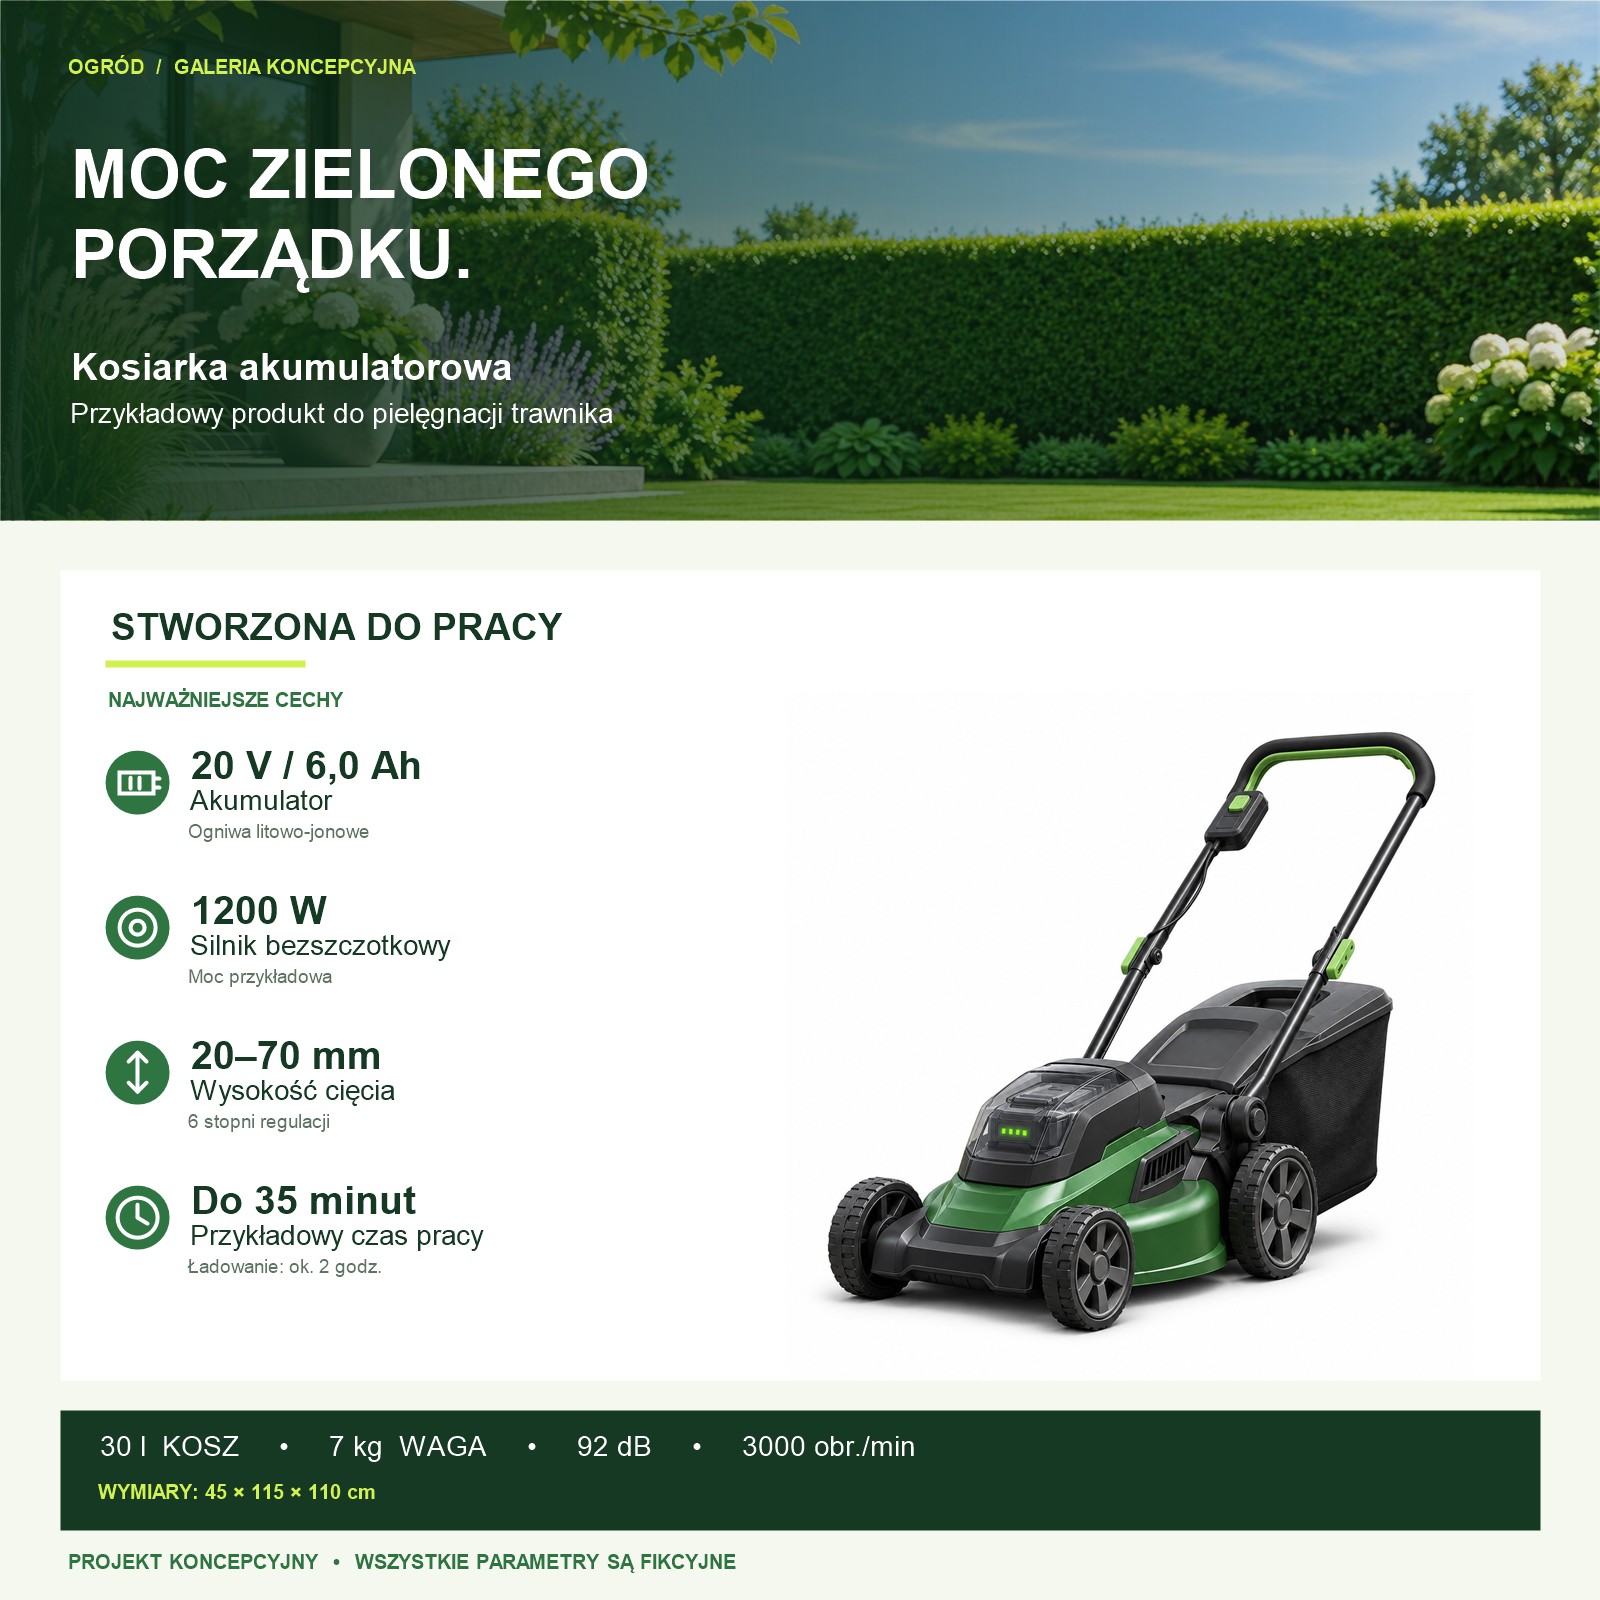 OGRÓD / GALERIA KONCEPCYJNA
MOC ZIELONEGO
PORZĄDKU.
Kosiarka akumulatorowa
Przykładowy produkt do pielęgnacji trawnika
STWORZONA DO PRACY
NAJWAŻNIEJSZE CECHY
20 V / 6,0 Ah
Akumulator
Ogniwa litowo-jonowe
1200 W
Silnik bezszczotkowy
Moc przykładowa
20–70 mm
Wysokość cięcia
6 stopni regulacji
Do 35 minut
Przykładowy czas pracy
Ładowanie: ok. 2 godz.
30 l KOSZ • 7 kg WAGA • 92 dB • 3000 obr./min
WYMIARY: 45 × 115 × 110 cm
PROJEKT KONCEPCYJNY • WSZYSTKIE PARAMETRY SĄ FIKCYJNE